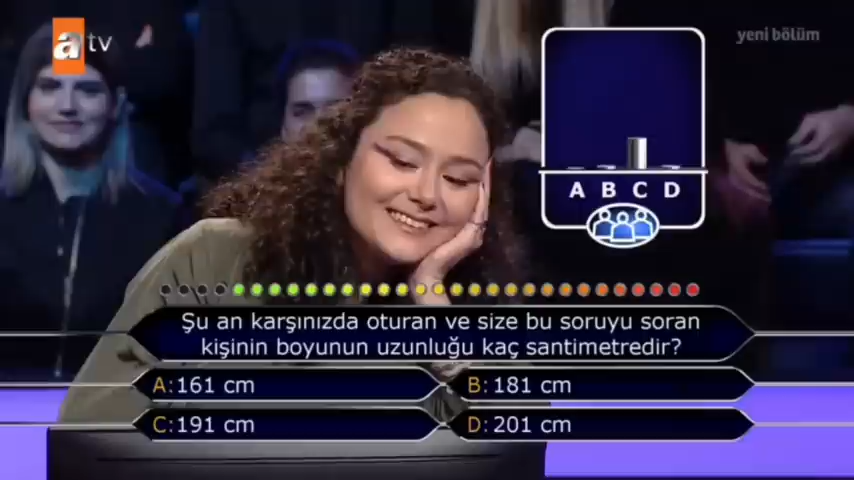 atv
yeni bölüm
A B C D
Şu an karşınızda oturan ve size bu soruyu soran
kişinin boyunun uzunluğu kaç santimetredir?
A: 161 cm
B: 181 cm
C: 191 cm
D: 201 cm